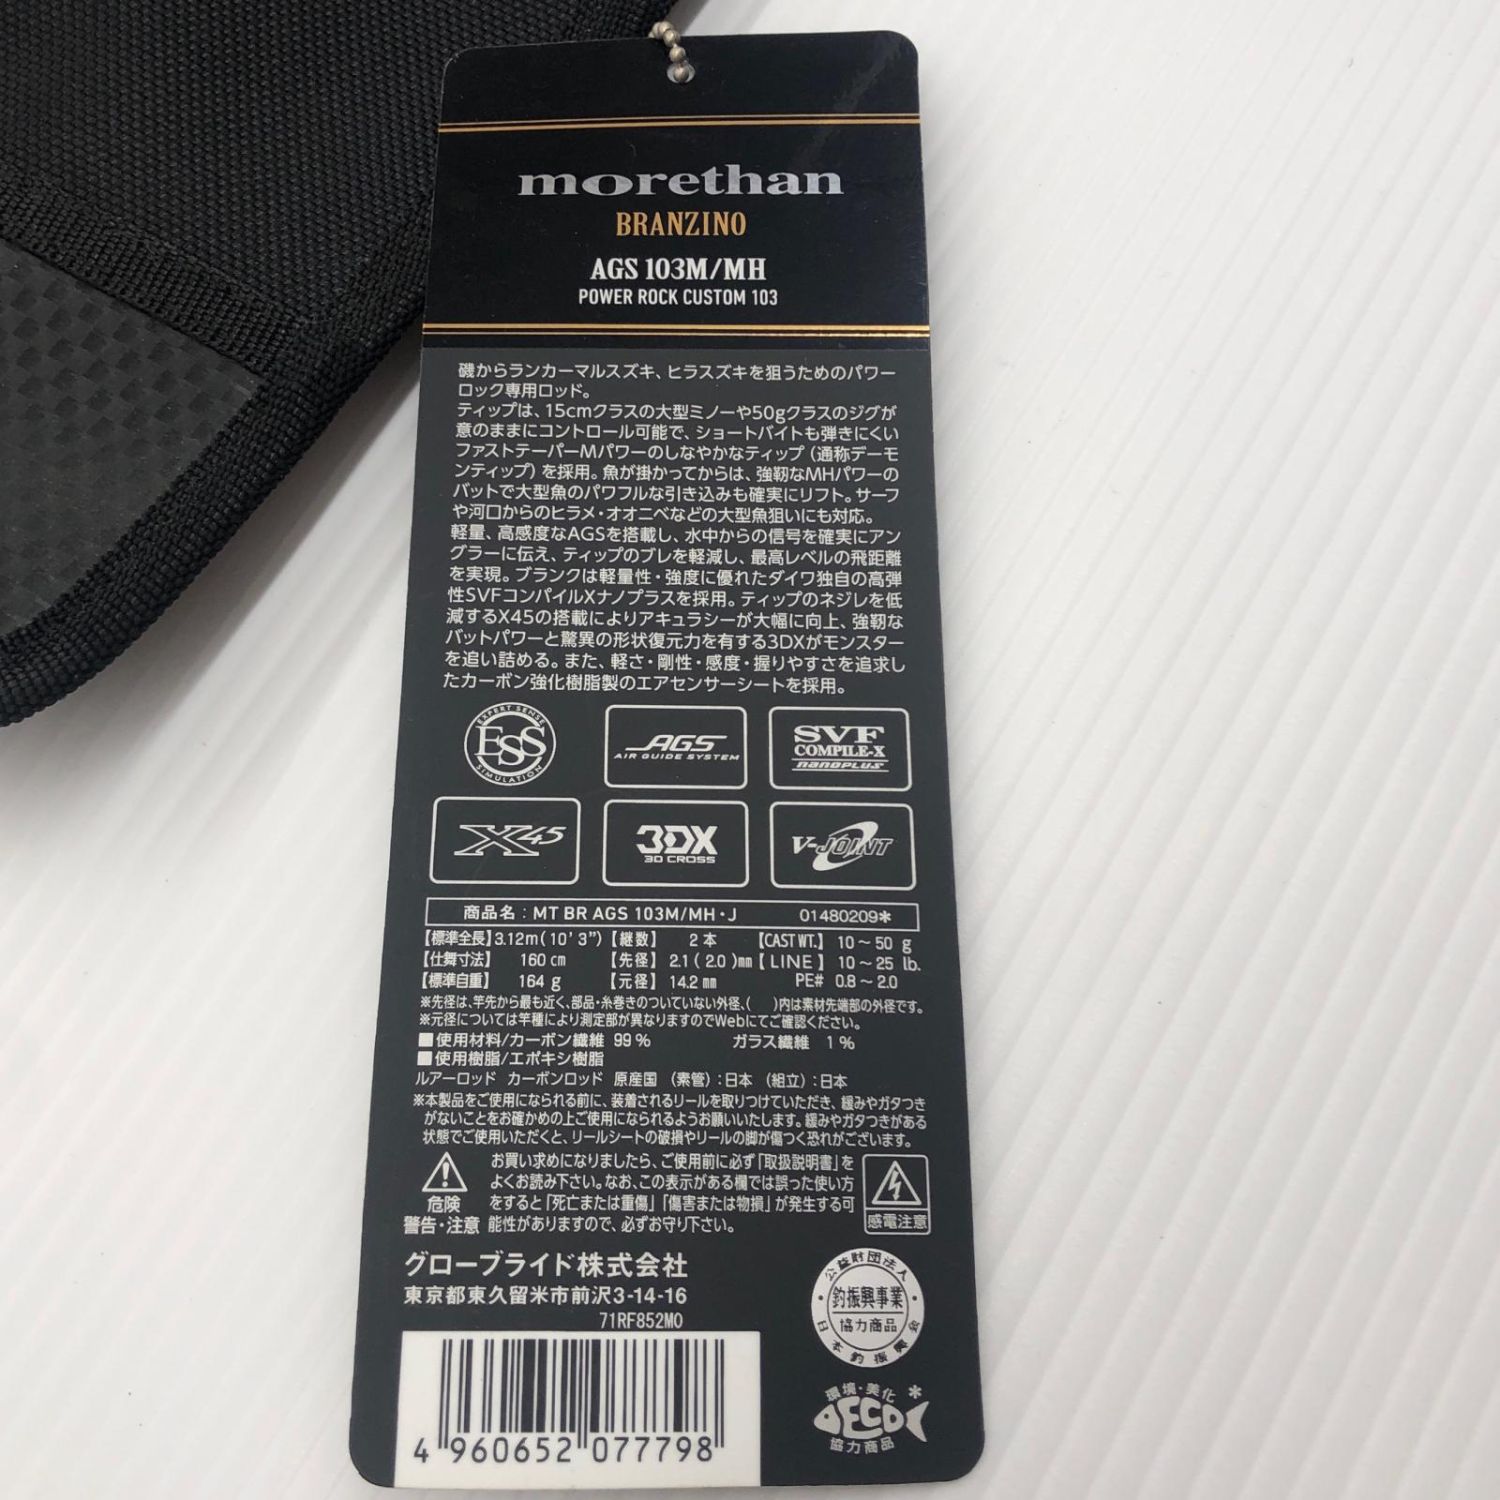 morethan
BRANZINO
AGS 103M/MH
POWER ROCK CUSTOM 103
磯からランカーマルスズキ、ヒラスズキを狙うためのパワー
ロック専用ロッド。
ティップは、15cmクラスの大型ミノーや50gクラスのジグが
意のままにコントロール可能で、ショートバイトも弾きにくい
ファストテーパーMパワーのしなやかなティップ（通称デーモ
ンティップ）を採用。魚が掛かってからは、強靭なMHパワーの
バットで大型魚のパワフルな引き込みも確実にリフト。サーフ
や河口からのヒラメ・オオニベなどの大型魚狙いにも対応。
軽量、高感度なAGSを搭載し、水中からの信号を確実にアン
グラーに伝え、ティップのブレを軽減し、最高レベルの飛距離
を実現。ブランクは軽量性・強度に優れたダイワ独自の高弾
性SVFコンパイルXナノプラスを採用。ティップのネジレを低
減するX45の搭載によりアキュラシーが大幅に向上、強靭な
バットパワーと驚異の形状復元力を有する3DXがモンスター
を追い詰める。また、軽さ・剛性・感度・握りやすさを追求し
たカーボン強化樹脂製のエアセンサーシートを採用。
EXPERT SENSE
ESS
SIMULATION
AGS
AIR GUIDE SYSTEM
SVF
COMPILE-X
nanoplus
X45
3DX
3D CROSS
V-JOINT
商品名：MT BR AGS 103M/MH・J 01480209*
【標準全長】3.12m(10'3") 【継数】 2本 【CAST WT.】 10～50 g
【仕舞寸法】 160cm 【先径】 2.1(2.0)mm 【LINE】 10～25 lb.
【標準自重】 164 g 【元径】 14.2mm PE# 0.8～2.0
※先径は、竿先から最も近く、部品・糸巻きのついていない外径、( )内は素材先端部の外径です。
※元径については竿種により測定部が異なりますのでWebにてご確認ください。
■使用材料/カーボン繊維 99% ガラス繊維 1%
■使用樹脂/エポキシ樹脂
ルアーロッド カーボンロッド 原産国 （素管）：日本 （組立）：日本
※本製品をご使用になられる前に、装着されるリールを取りつけていただき、緩みやガタつき
がないことをお確かめの上ご使用になられるようお願いいたします。緩みやガタつきがある
状態でご使用いただくと、リールシートの破損やリールの脚が傷つく恐れがございます。
危険
警告・注意
お買い求めになりましたら、ご使用前に必ず「取扱説明書」を
よくお読み下さい。なお、この表示がある欄では誤った使い方
をすると「死亡または重傷」「傷害または物損」が発生する可
能性がありますので、必ずお守り下さい。
感電注意
グローブライド株式会社
東京都東久留米市前沢3-14-16
71RF852MO
公益財団法人
釣振興事業
協力商品
日本釣振興会
環境・美化
ECO
協力商品
4 960652 077798